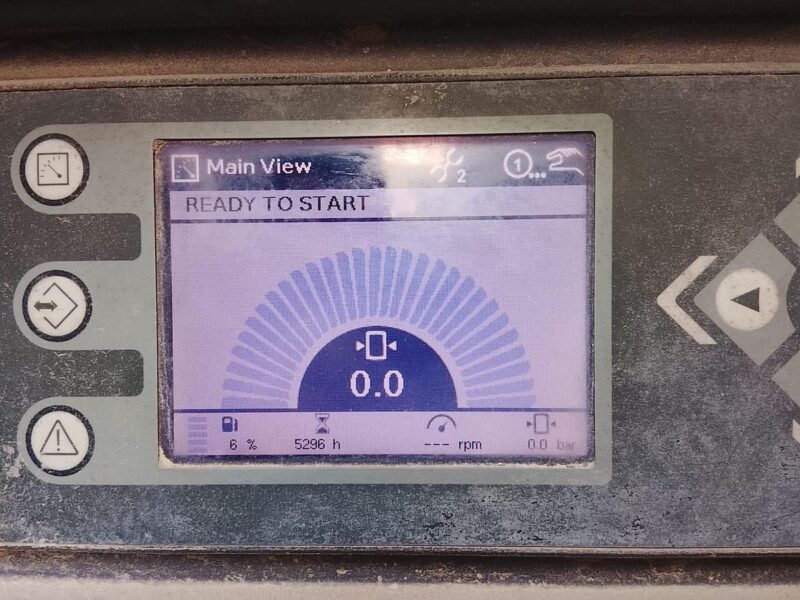 Main View
2
1...
READY TO START
0.0
6 % 5296 h --- rpm 0.0 bar